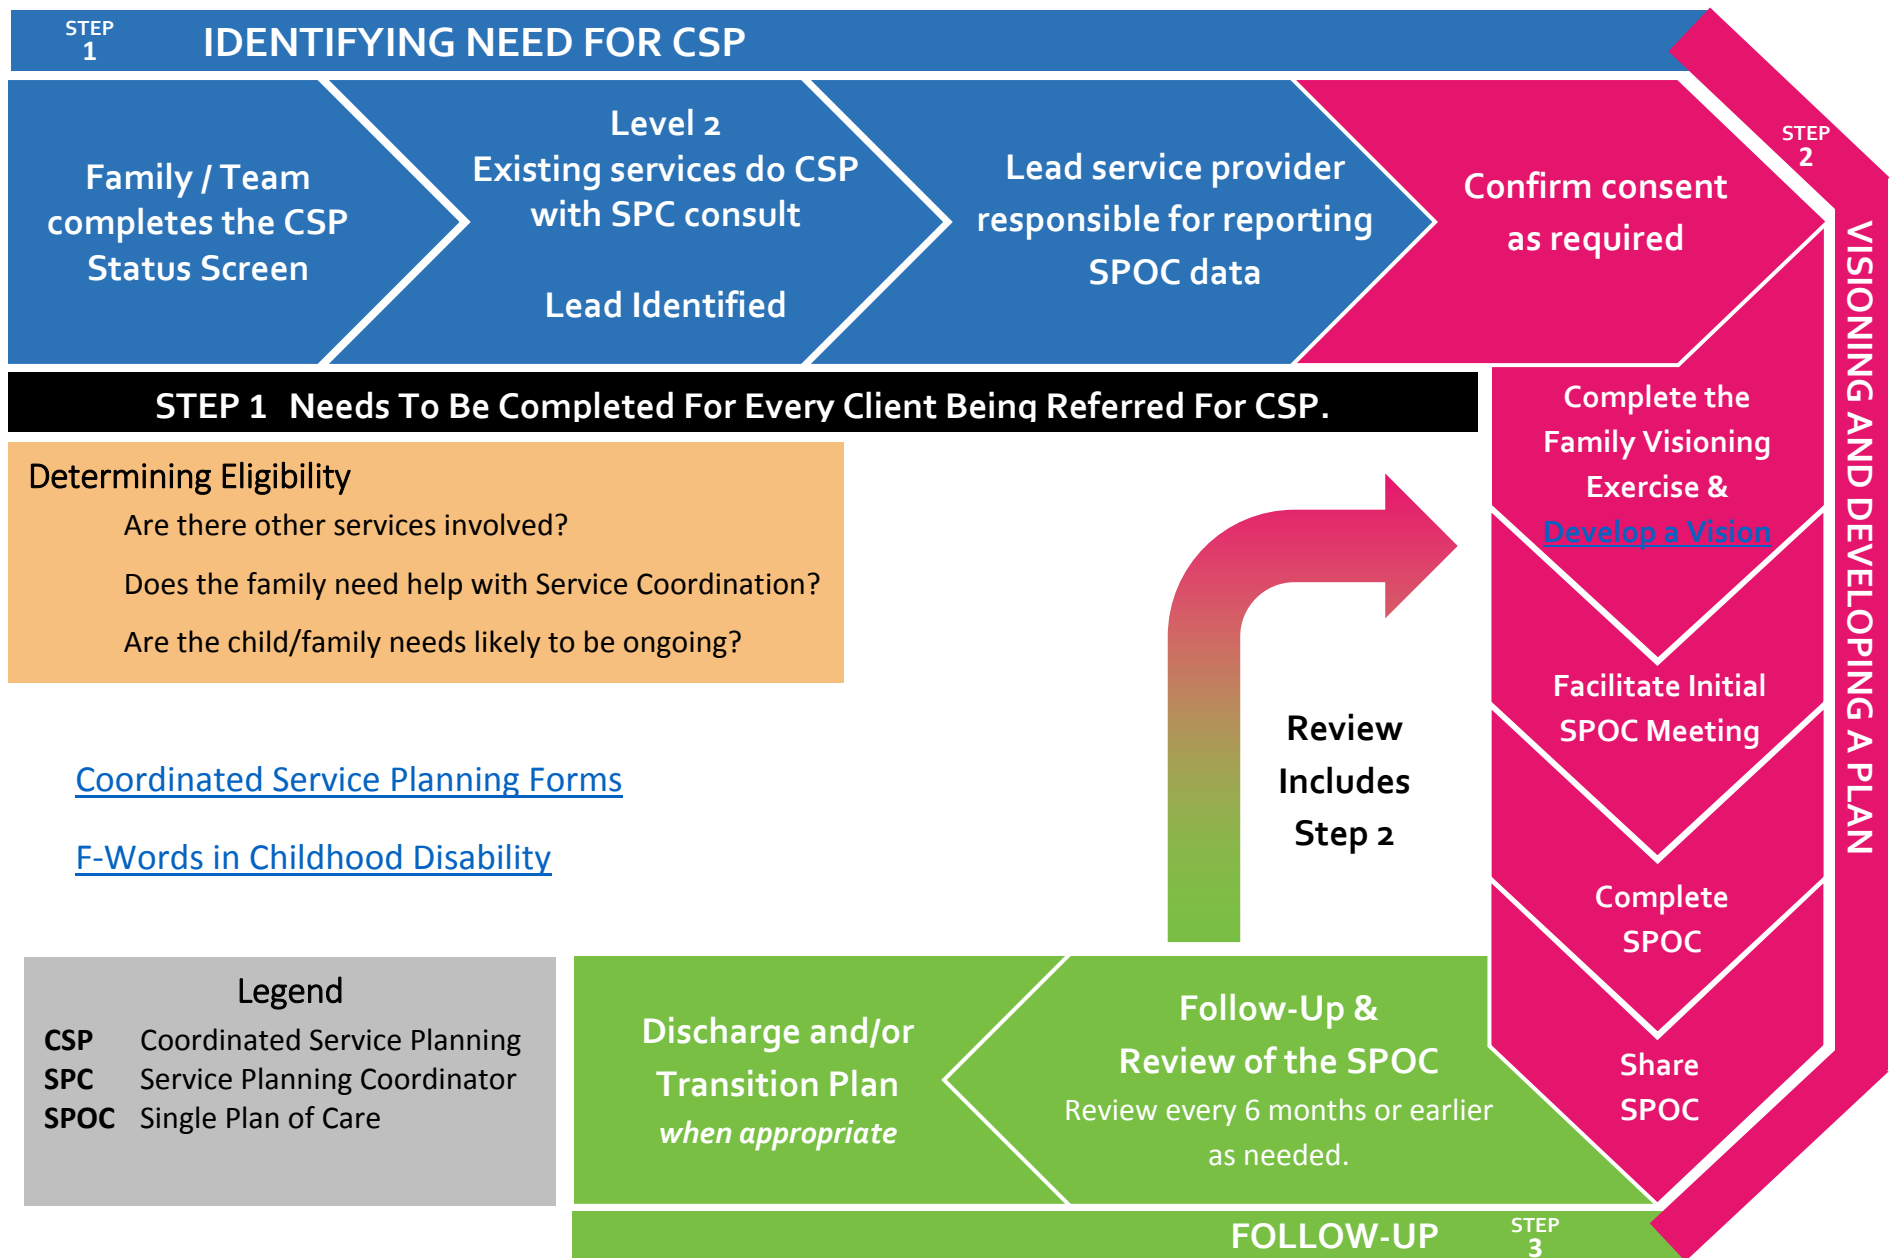 STEP
1
IDENTIFYING NEED FOR CSP
Family / Team
completes the CSP
Status Screen
Level 2
Existing services do CSP
with SPC consult
Lead Identified
Lead service provider
responsible for reporting
SPOC data
Confirm consent
as required
STEP
2
VISIONING AND DEVELOPING A PLAN
STEP 1 Needs To Be Completed For Every Client Being Referred For CSP.
Complete the
Family Visioning
Exercise &
Develop a Vision
Facilitate Initial
SPOC Meeting
Complete
SPOC
Share
SPOC
Determining Eligibility
Are there other services involved?
Does the family need help with Service Coordination?
Are the child/family needs likely to be ongoing?
Review
Includes
Step 2
Coordinated Service Planning Forms
F-Words in Childhood Disability
Legend
CSP Coordinated Service Planning
SPC Service Planning Coordinator
SPOC Single Plan of Care
Follow-Up &
Review of the SPOC
Review every 6 months or earlier
as needed.
Discharge and/or
Transition Plan
when appropriate
FOLLOW-UP
STEP
3